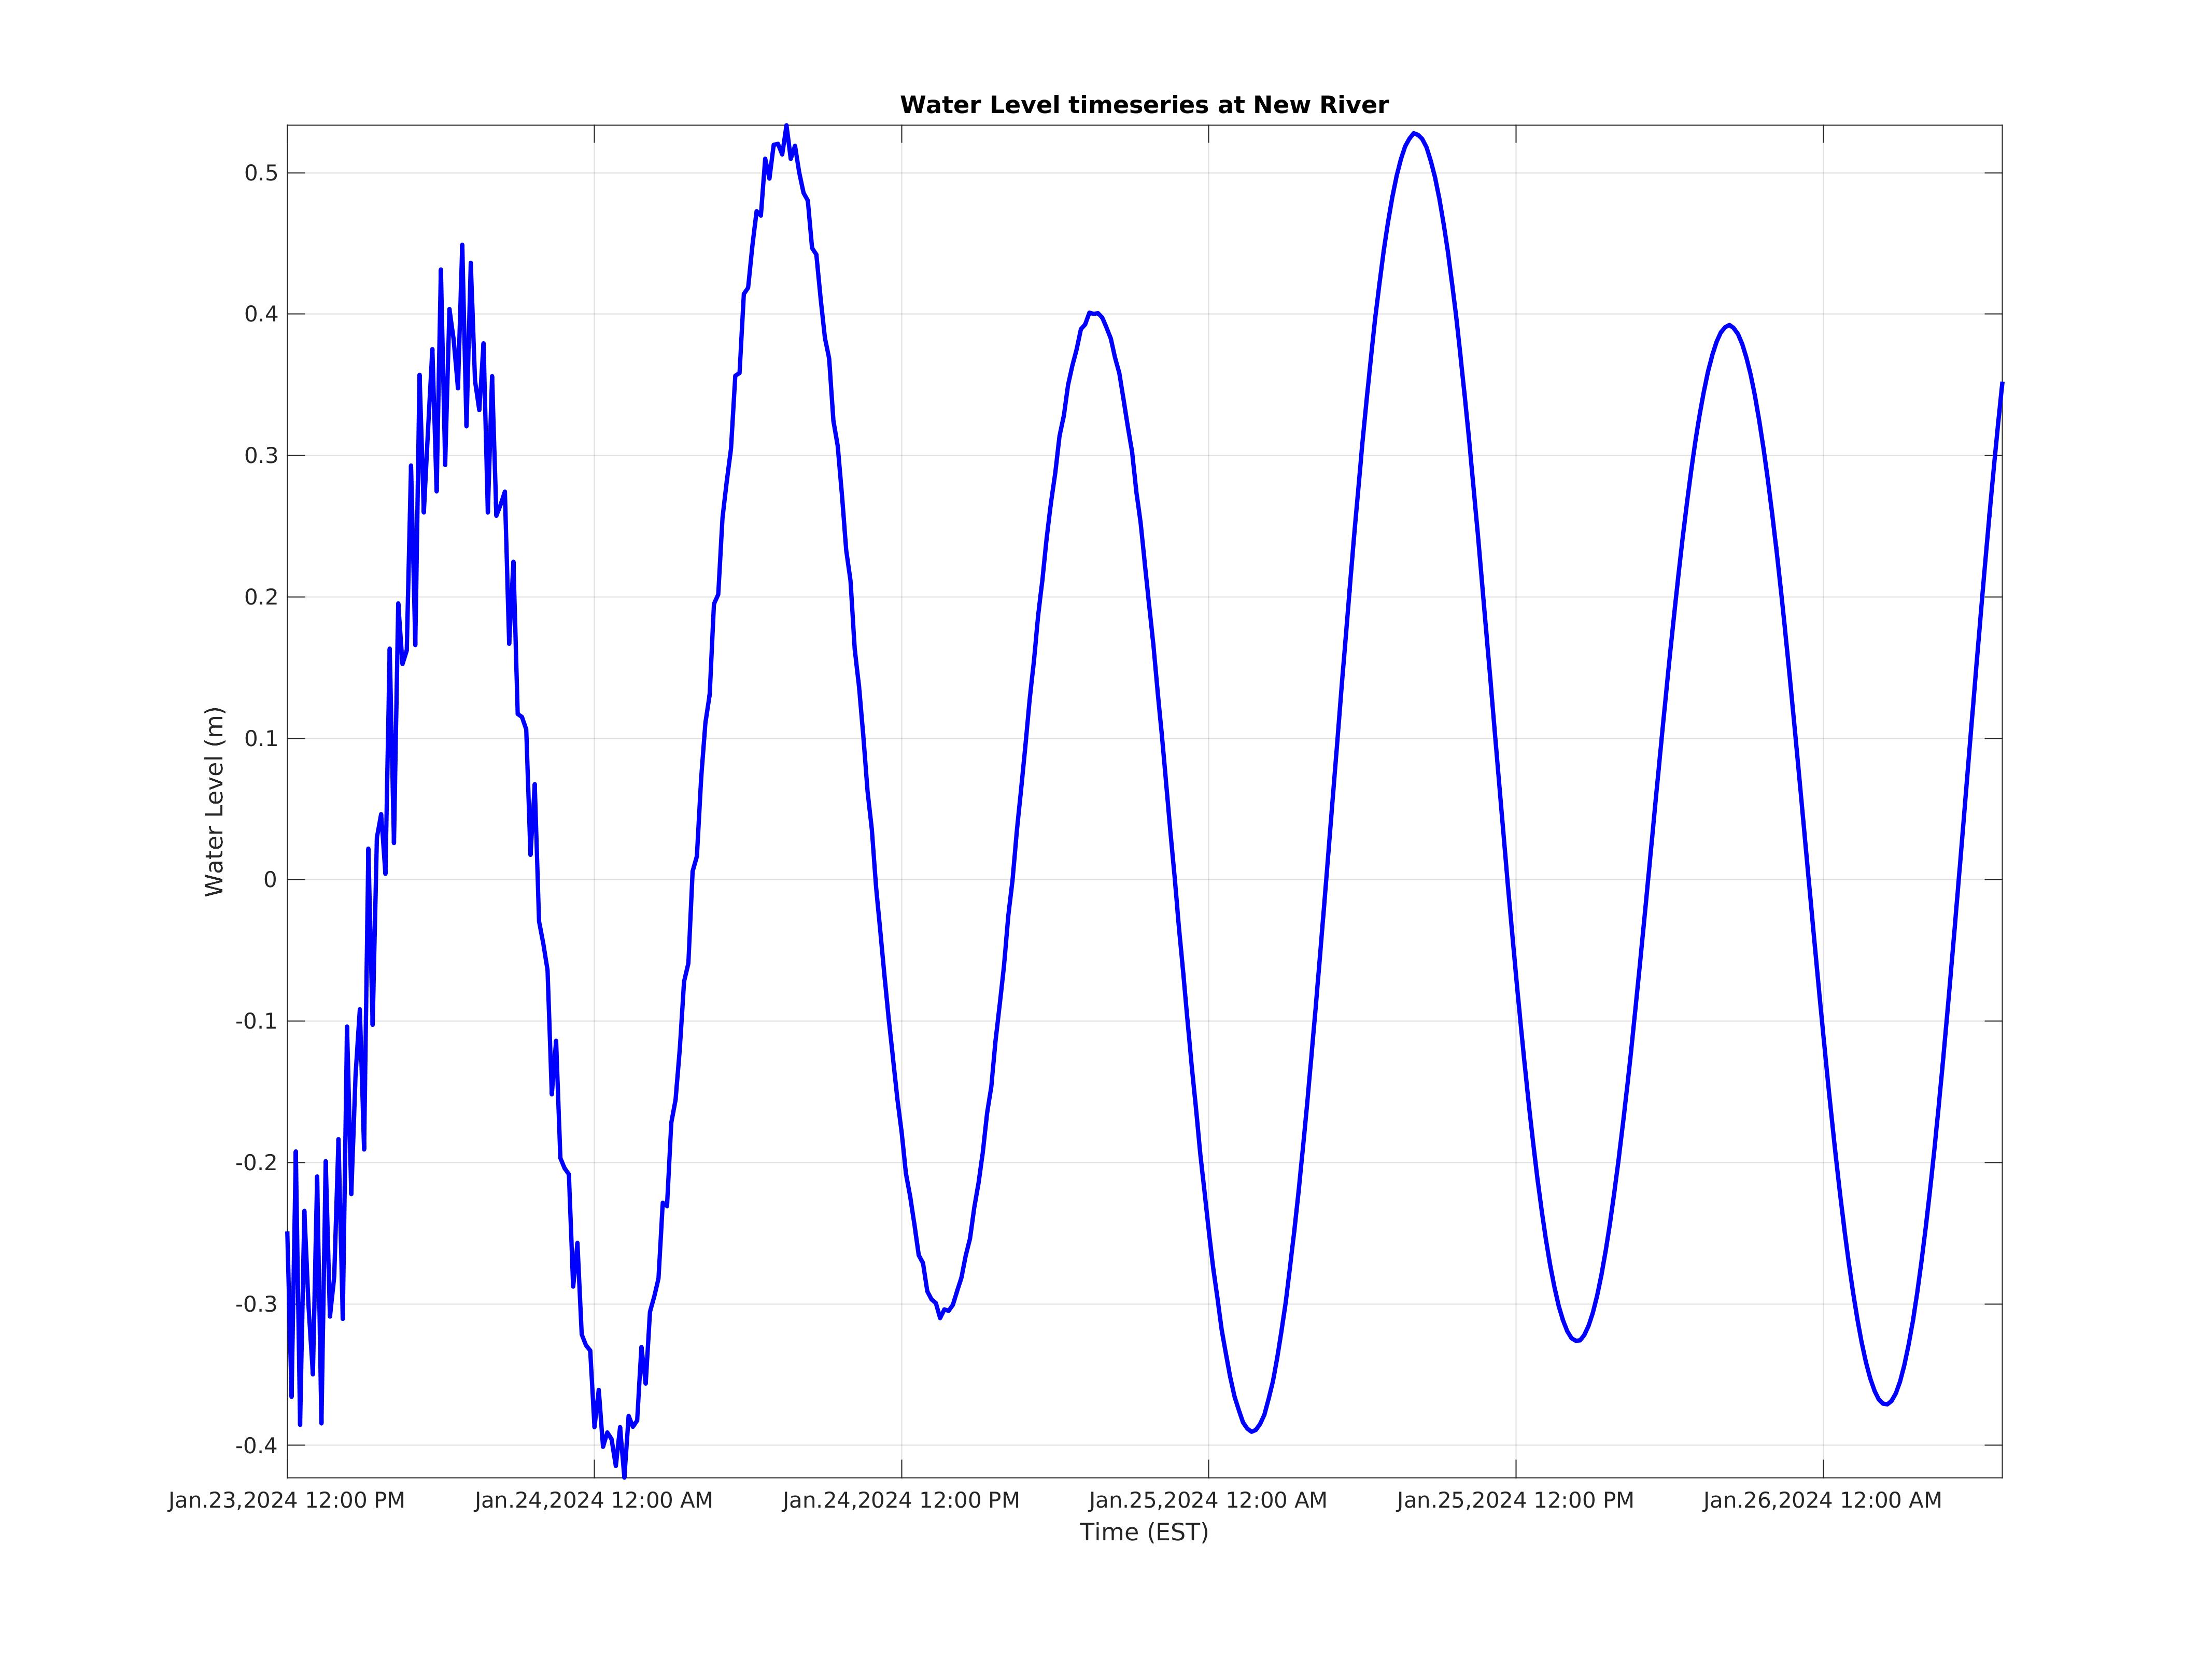 Water Level timeseries at New River
0.5
0.4
0.3
0.2
0.1
0
-0.1
-0.2
-0.3
-0.4
Water Level (m)
Jan.23,2024 12:00 PM
Jan.24,2024 12:00 AM
Jan.24,2024 12:00 PM
Jan.25,2024 12:00 AM
Jan.25,2024 12:00 PM
Jan.26,2024 12:00 AM
Time (EST)